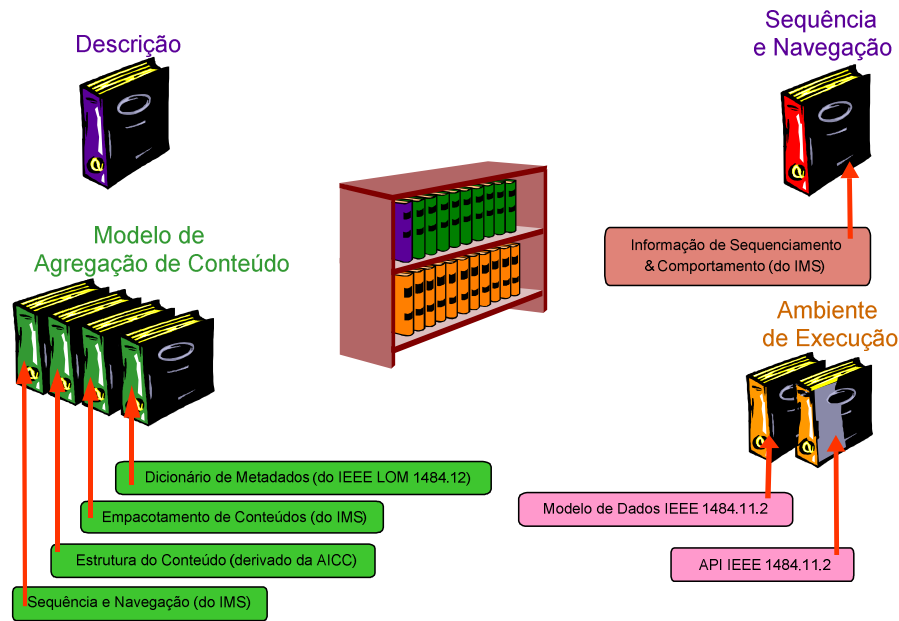 Descrição
Sequência
e Navegação
Modelo de
Agregação de Conteúdo
Informação de Sequenciamento
& Comportamento (do IMS)
Ambiente
de Execução
Dicionário de Metadados (do IEEE LOM 1484.12)
Empacotamento de Conteúdos (do IMS)
Estrutura do Conteúdo (derivado da AICC)
Sequência e Navegação (do IMS)
Modelo de Dados IEEE 1484.11.2
API IEEE 1484.11.2